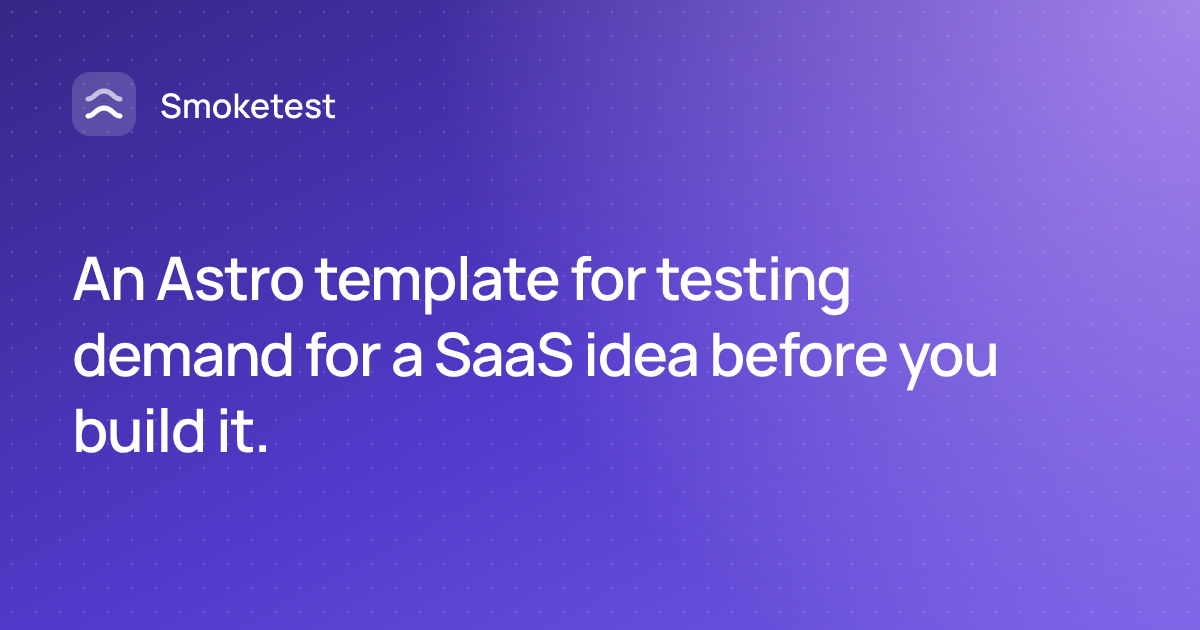 Smoketest
An Astro template for testing
demand for a SaaS idea before you
build it.